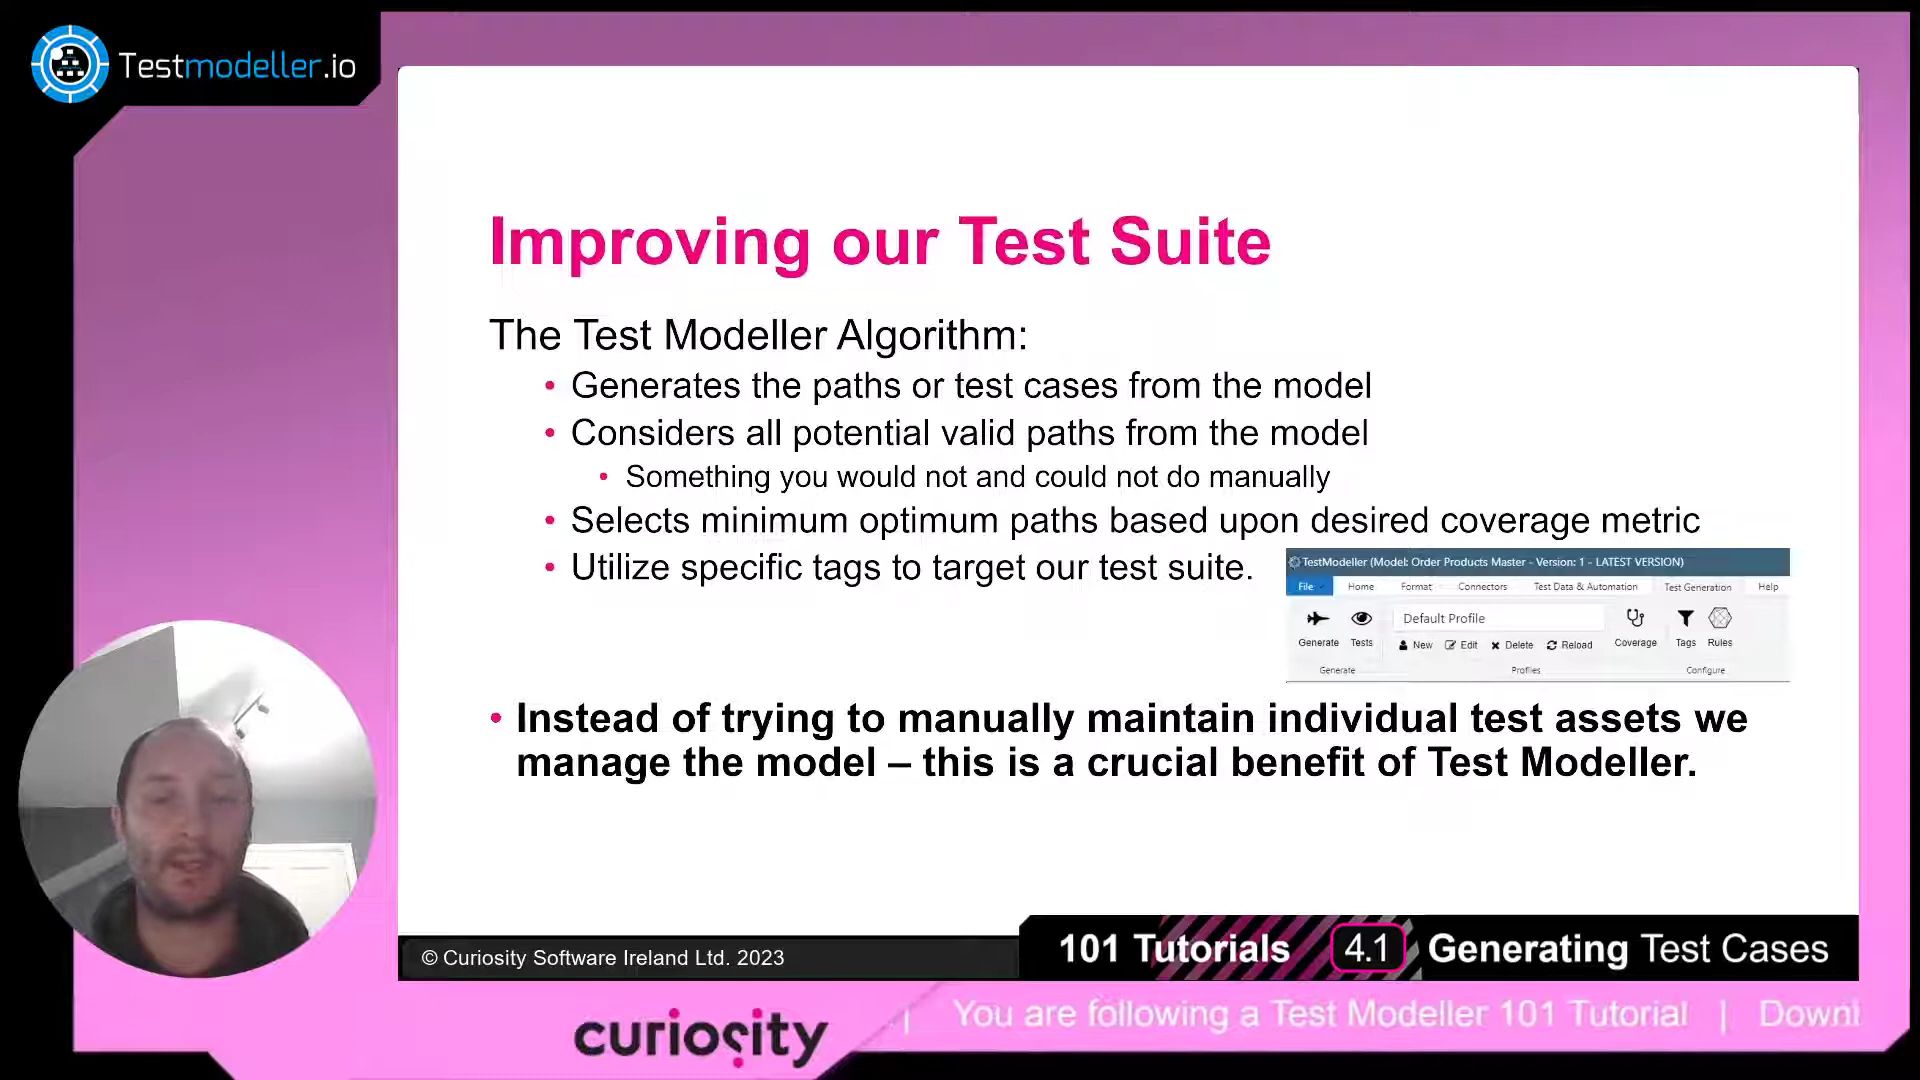 Testmodeller.io
Improving our Test Suite
The Test Modeller Algorithm:
• Generates the paths or test cases from the model
• Considers all potential valid paths from the model
• Something you would not and could not do manually
• Selects minimum optimum paths based upon desired coverage metric
• Utilize specific tags to target our test suite.
TestModeller (Model: Order Products Master - Version: 1 - LATEST VERSION)
File Home Format Connectors Test Data & Automation Test Generation Help
Default Profile
Generate Tests New Edit Delete Reload Coverage Tags Rules
Generate Profiles Configure
• Instead of trying to manually maintain individual test assets we
manage the model – this is a crucial benefit of Test Modeller.
© Curiosity Software Ireland Ltd. 2023
101 Tutorials 4.1 Generating Test Cases
curiosity
| You are following a Test Modeller 101 Tutorial | Downl